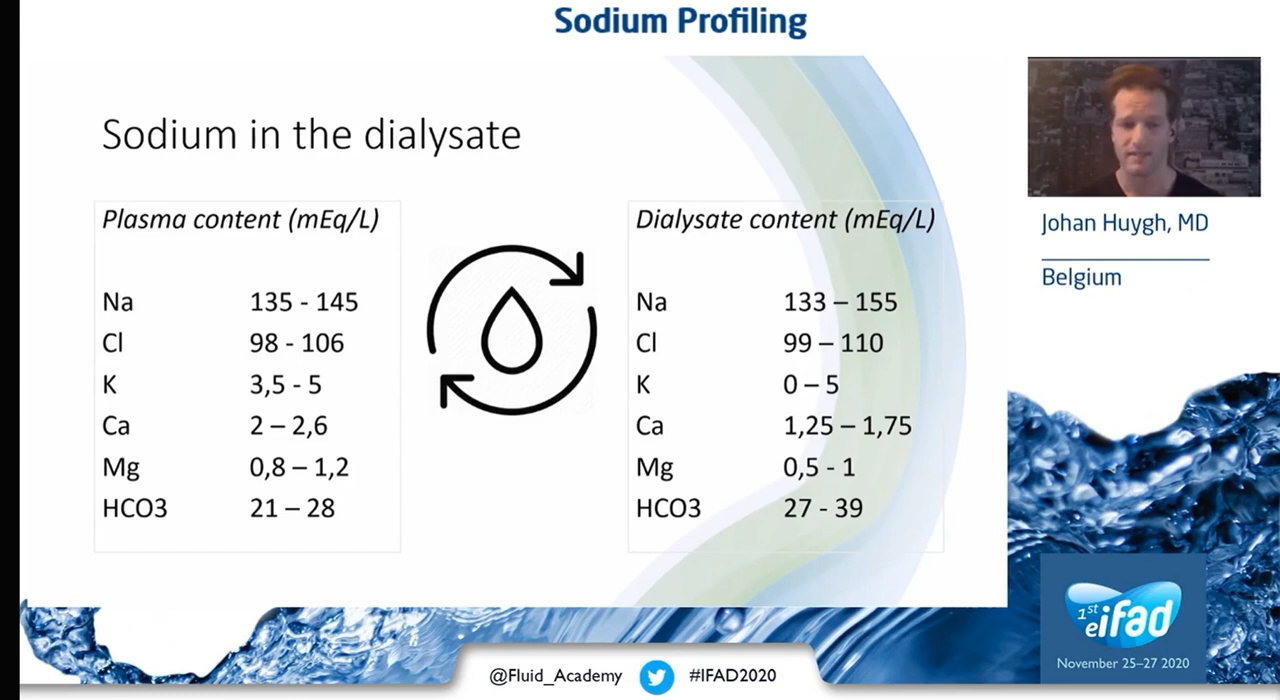 Sodium Profiling
Sodium in the dialysate
Plasma content (mEq/L)
Na 135 - 145
Cl 98 - 106
K 3,5 - 5
Ca 2 – 2,6
Mg 0,8 – 1,2
HCO3 21 – 28
Dialysate content (mEq/L)
Na 133 – 155
Cl 99 – 110
K 0 – 5
Ca 1,25 – 1,75
Mg 0,5 - 1
HCO3 27 - 39
Johan Huygh, MD
Belgium
1st
eifad
November 25–27 2020
@Fluid_Academy #IFAD2020